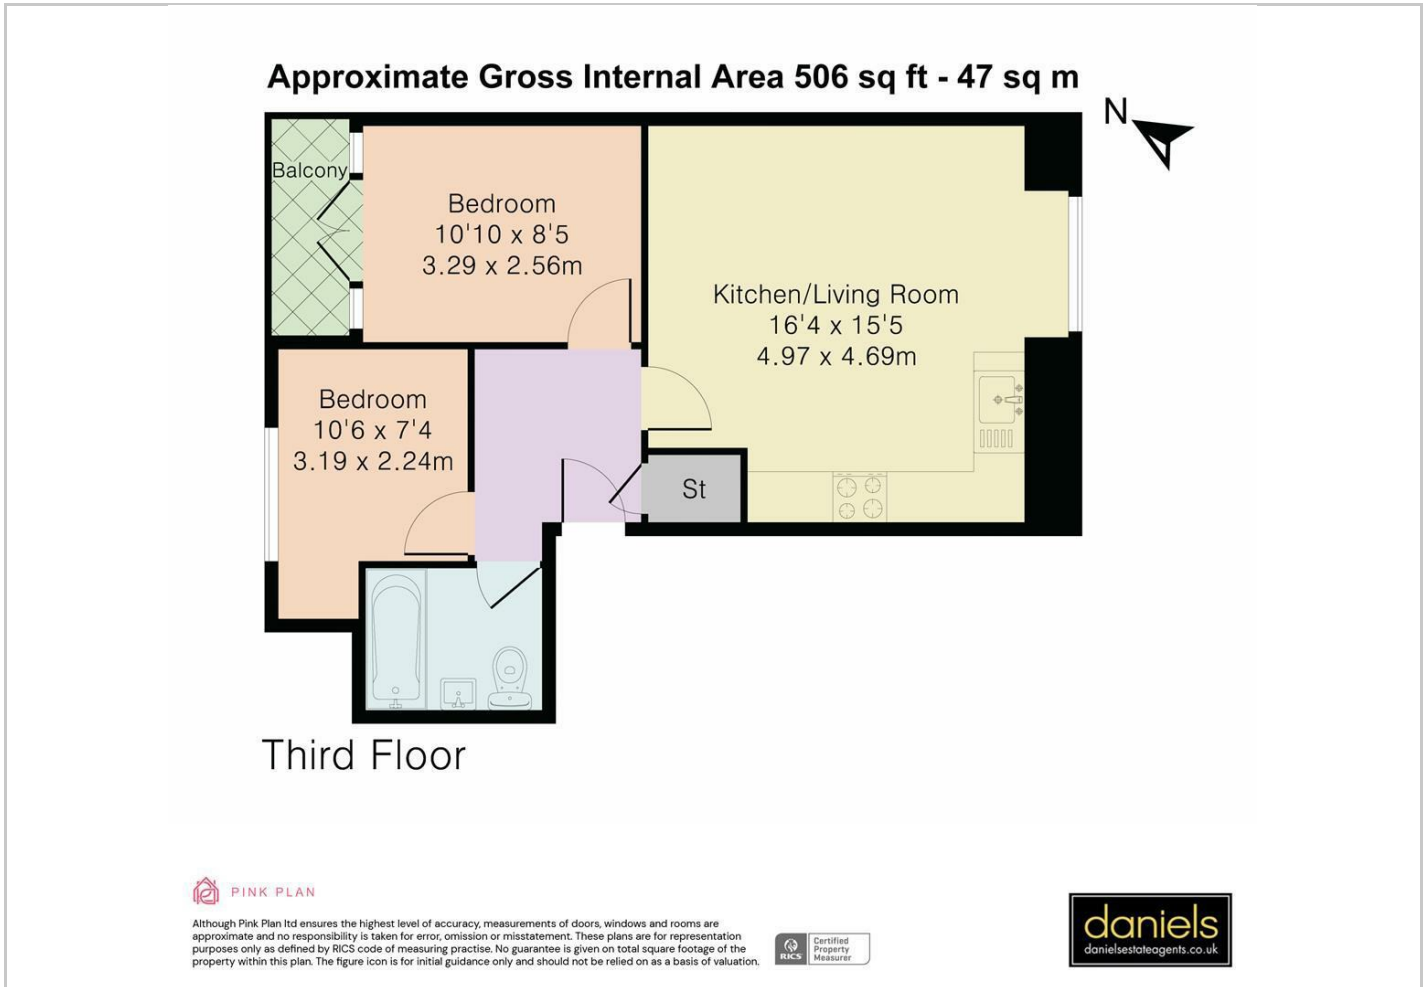 Approximate Gross Internal Area 506 sq ft - 47 sq m
N
Balcony
Bedroom
10'10 x 8'5
3.29 x 2.56m
Kitchen/Living Room
16'4 x 15'5
4.97 x 4.69m
Bedroom
10'6 x 7'4
3.19 x 2.24m
St
Third Floor
PINK PLAN
Although Pink Plan ltd ensures the highest level of accuracy, measurements of doors, windows and rooms are
approximate and no responsibility is taken for error, omission or misstatement. These plans are for representation
purposes only as defined by RICS code of measuring practise. No guarantee is given on total square footage of the
property within this plan. The figure icon is for initial guidance only and should not be relied on as a basis of valuation.
RICS
Certified
Property
Measurer
daniels
danielsestateagents.co.uk